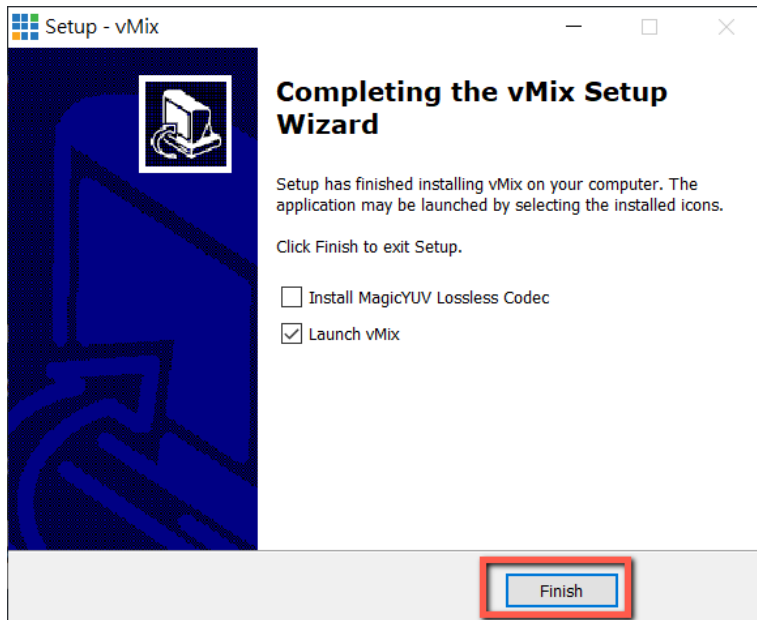 Setup - vMix
Completing the vMix Setup
Wizard
Setup has finished installing vMix on your computer. The
application may be launched by selecting the installed icons.
Click Finish to exit Setup.
Install MagicYUV Lossless Codec
Launch vMix
Finish